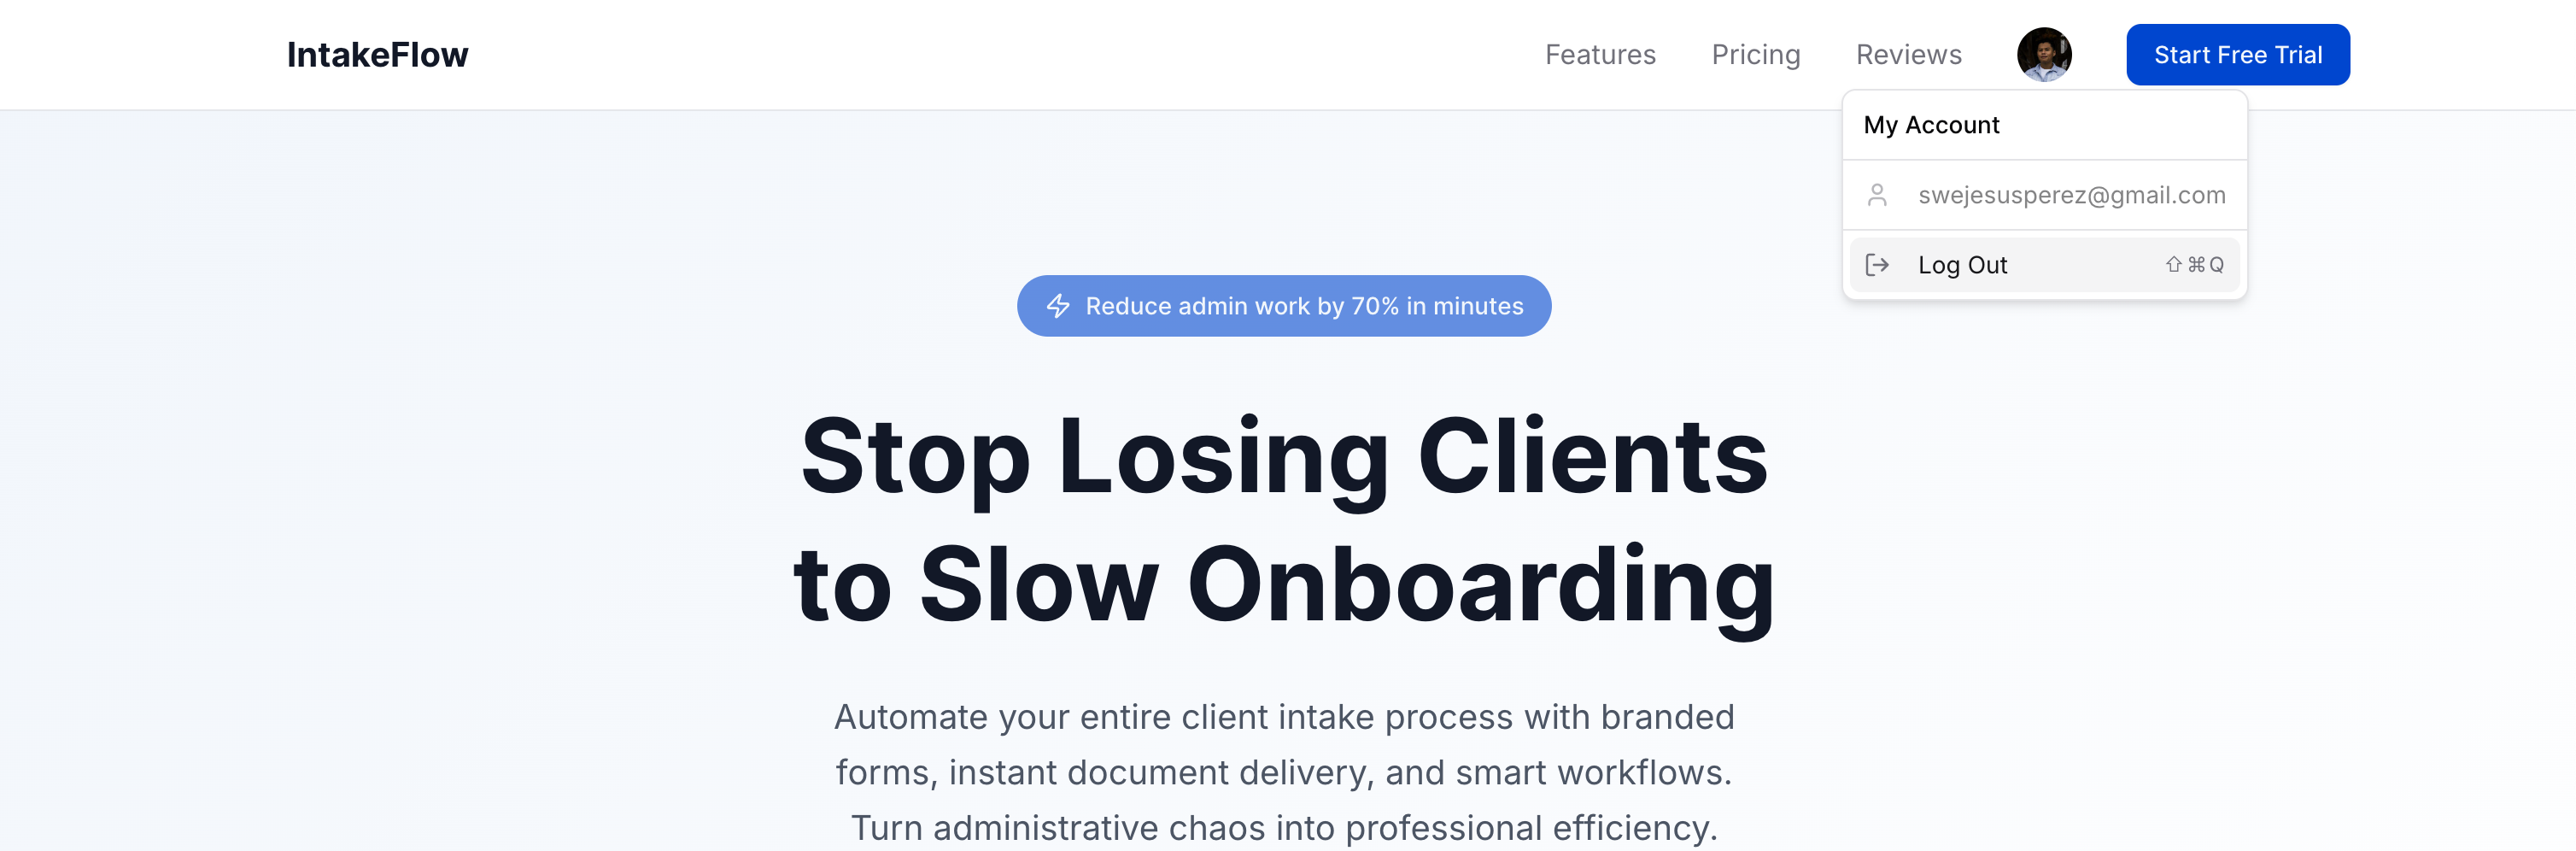 IntakeFlow
Features
Pricing
Reviews
Start Free Trial
My Account
swejesusperez@gmail.com
Log Out ⇧⌘Q
Reduce admin work by 70% in minutes
Stop Losing Clients
to Slow Onboarding
Automate your entire client intake process with branded
forms, instant document delivery, and smart workflows.
Turn administrative chaos into professional efficiency.